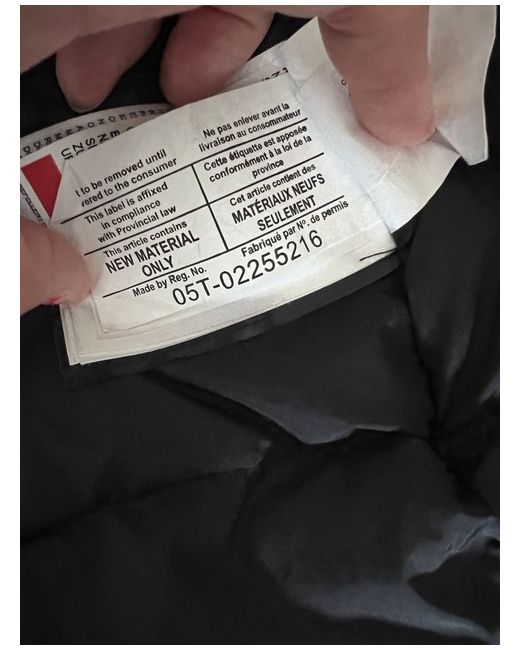 t to be removed until
vered to the consumer
Ne pas enlever avant la
livraison au consommateur
This label is affixed
in compliance
with Provincial law
Cette étiquette est apposée
conformément à la loi de la
province
This article contains
NEW MATERIAL
ONLY
Cet article contient des
MATÉRIAUX NEUFS
SEULEMENT
Made by Reg. No.
Fabriqué par Nº. de permis
05T-02255216